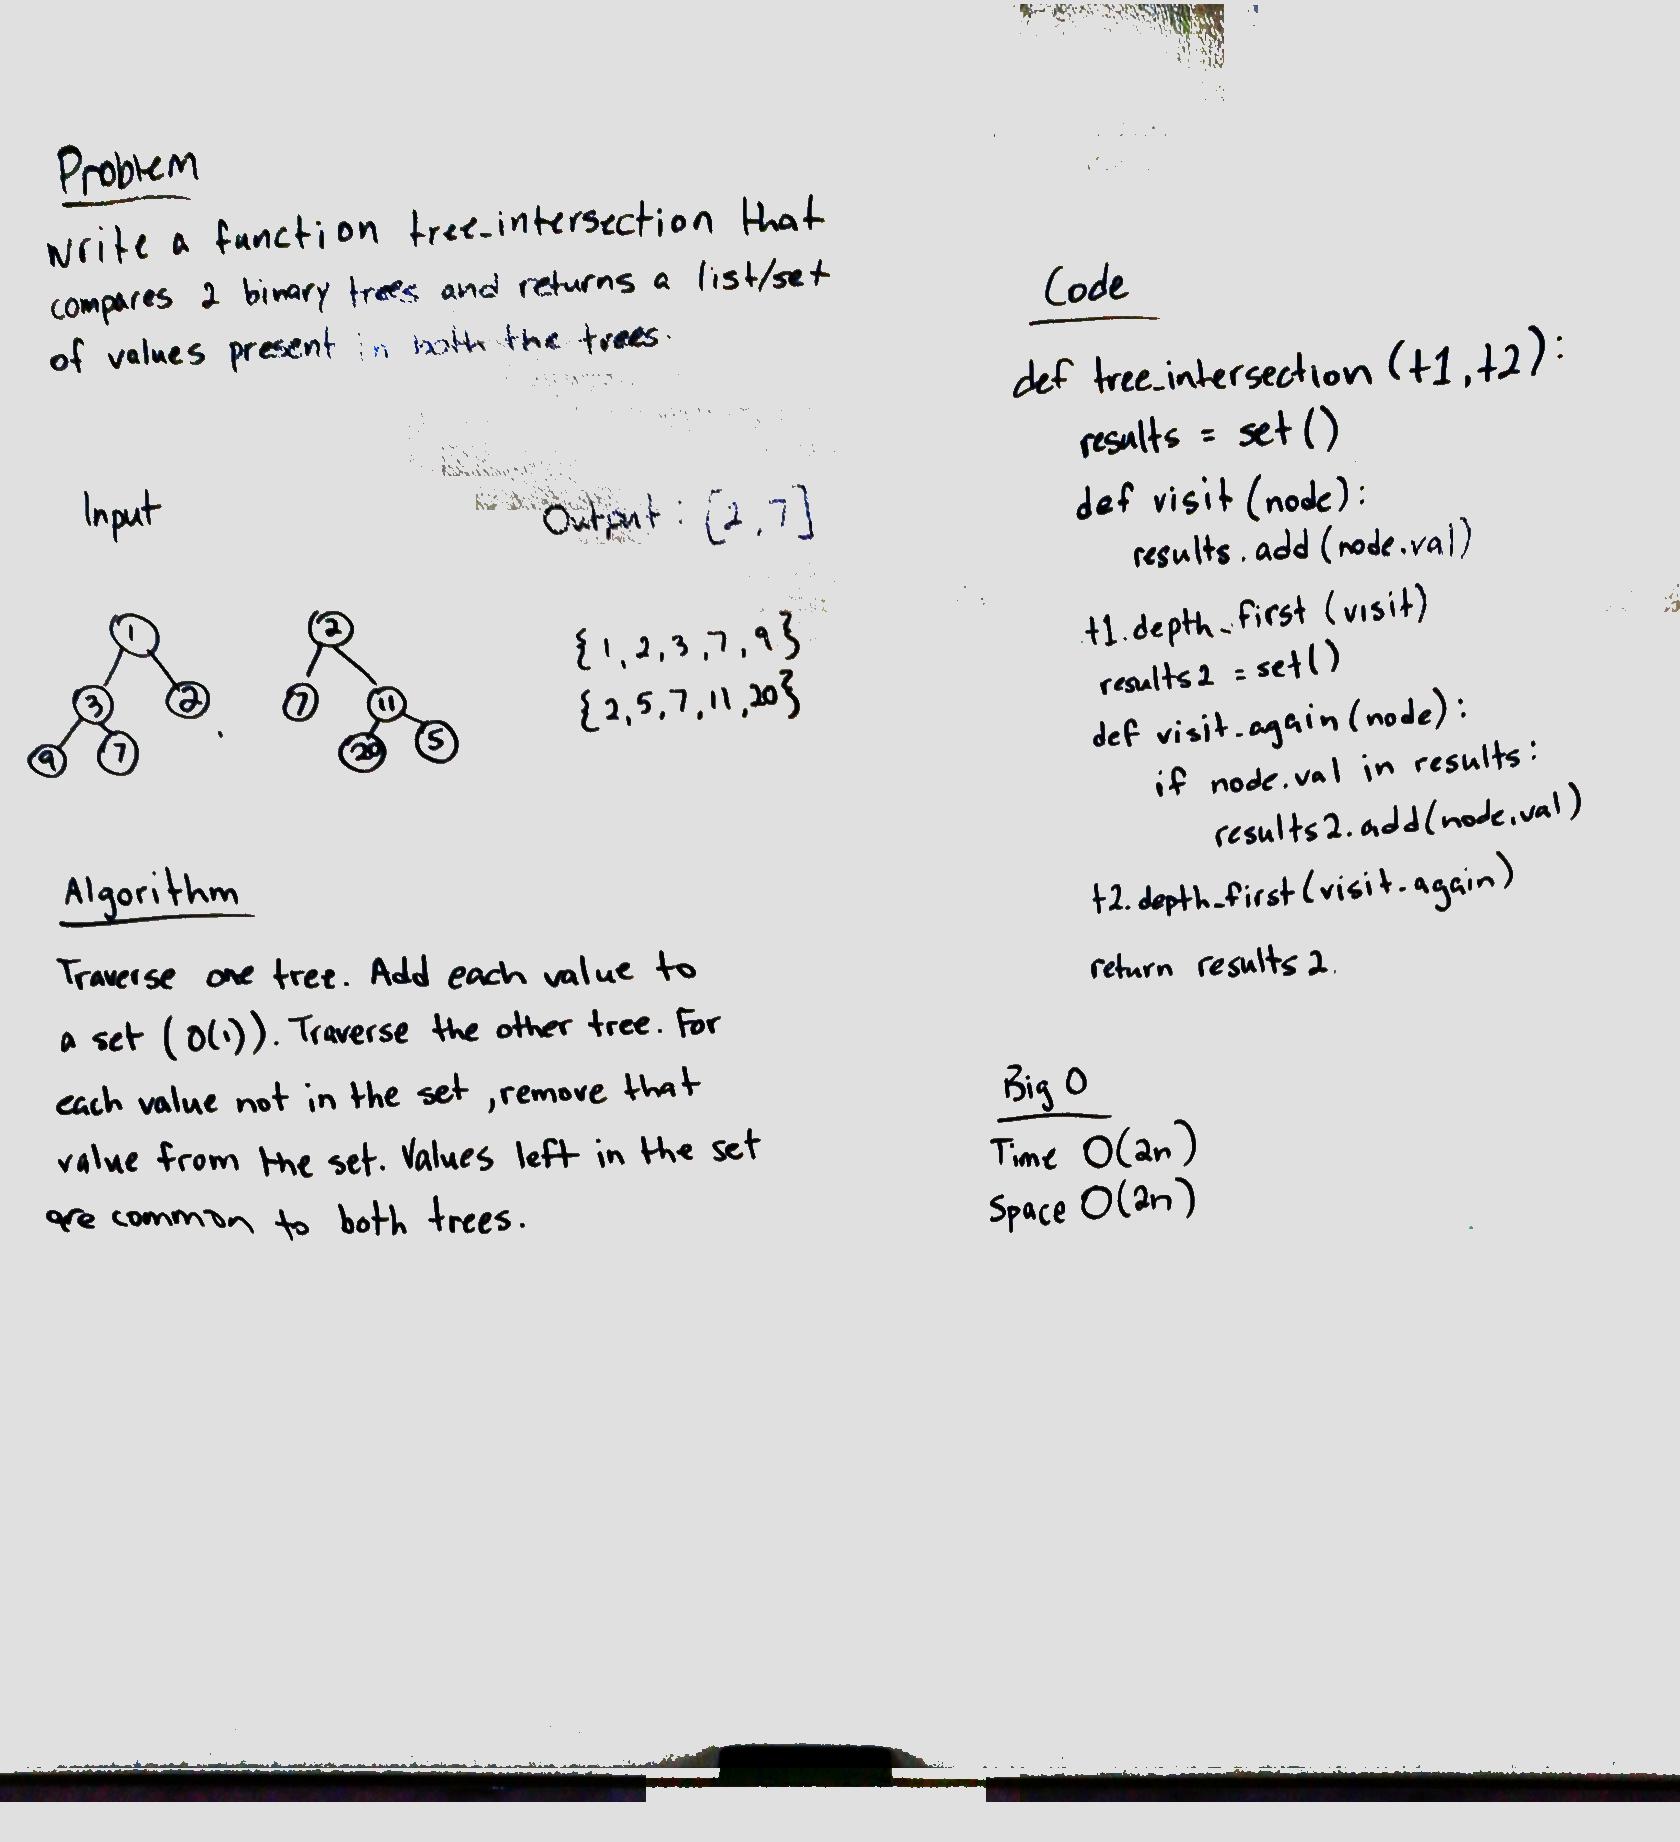 Problem
Write a function tree_intersection that
compares 2 binary trees and returns a list/set
of values present in both the trees.
Input
Output : [2,7]
1
3
2
9
7
2
7
11
20
5
{1,2,3,7,9}
{2,5,7,11,20}
Algorithm
Traverse one tree. Add each value to
a set (O(1)). Traverse the other tree. For
each value not in the set, remove that
value from the set. Values left in the set
are common to both trees.
Code
def tree_intersection (t1,t2):
results = set()
def visit (node):
results.add(node.val)
t1.depth_first (visit)
results2 = set()
def visit_again (node):
if node.val in results:
results2.add(node.val)
t2.depth_first(visit_again)
return results2.
Big O
Time O(2n)
Space O(2n)